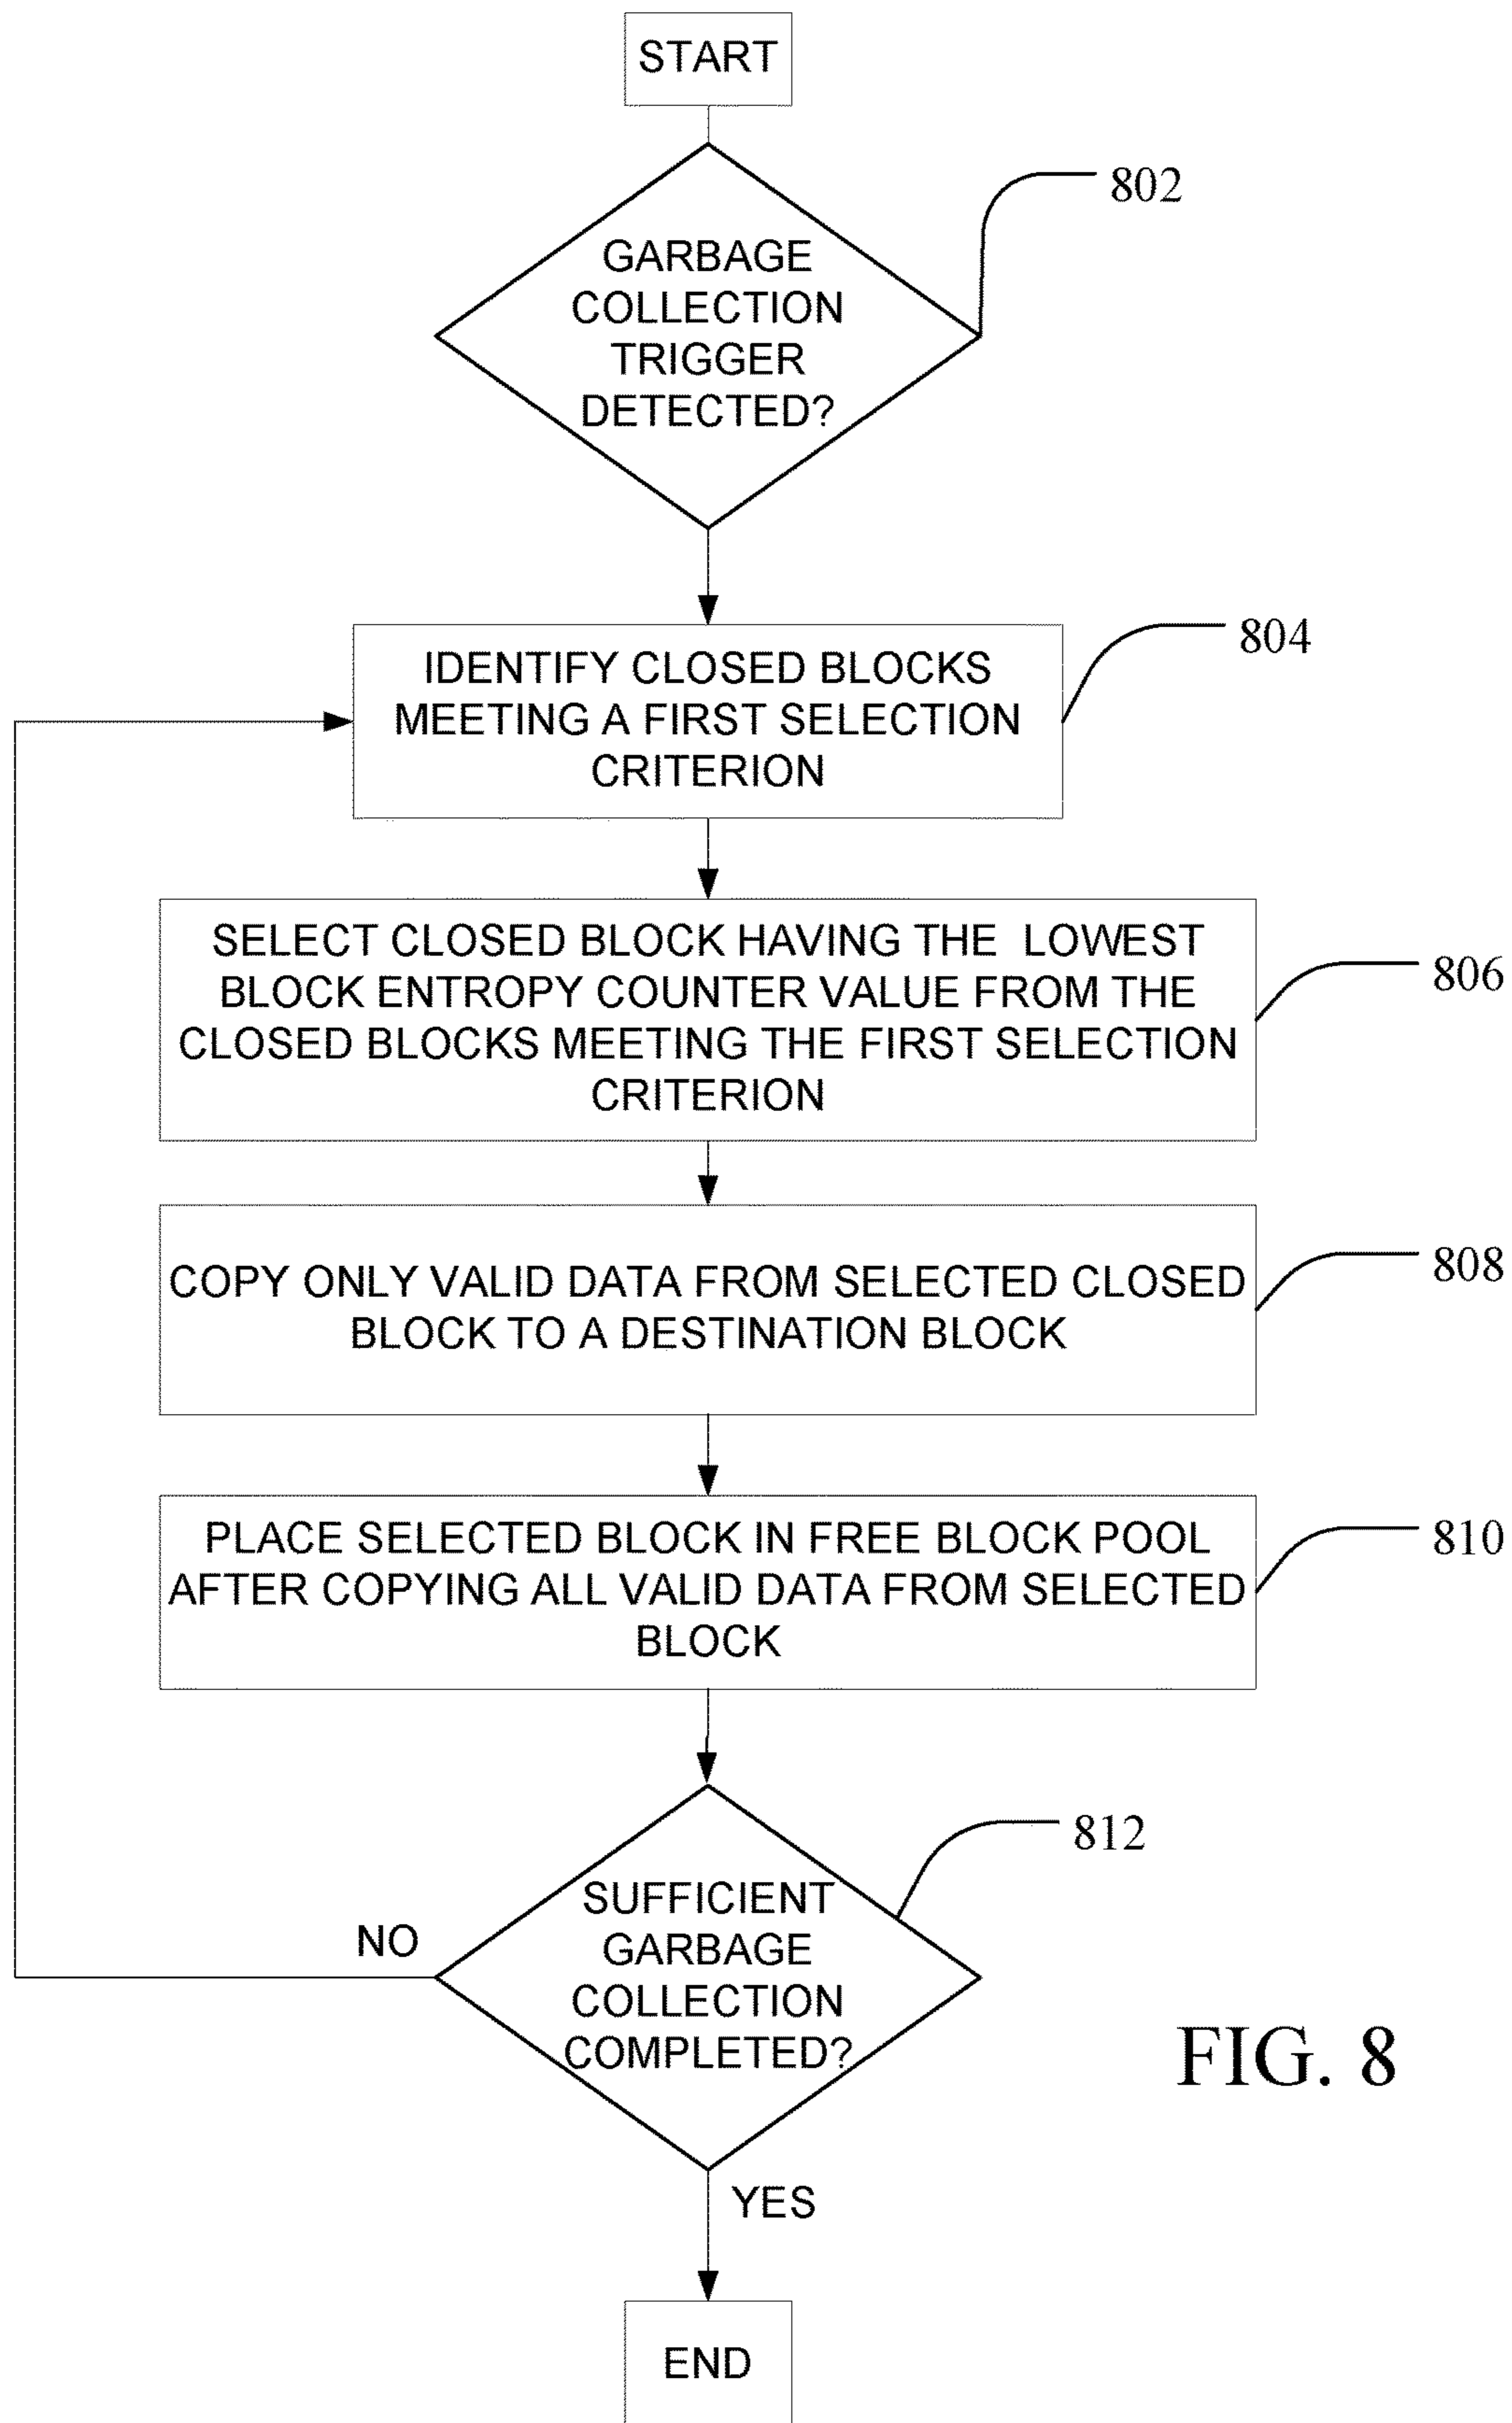 START
802
GARBAGE
COLLECTION
TRIGGER
DETECTED?
804
IDENTIFY CLOSED BLOCKS
MEETING A FIRST SELECTION
CRITERION
806
SELECT CLOSED BLOCK HAVING THE LOWEST
BLOCK ENTROPY COUNTER VALUE FROM THE
CLOSED BLOCKS MEETING THE FIRST SELECTION
CRITERION
808
COPY ONLY VALID DATA FROM SELECTED CLOSED
BLOCK TO A DESTINATION BLOCK
810
PLACE SELECTED BLOCK IN FREE BLOCK POOL
AFTER COPYING ALL VALID DATA FROM SELECTED
BLOCK
812
SUFFICIENT
GARBAGE
COLLECTION
COMPLETED?
NO
YES
END
FIG. 8